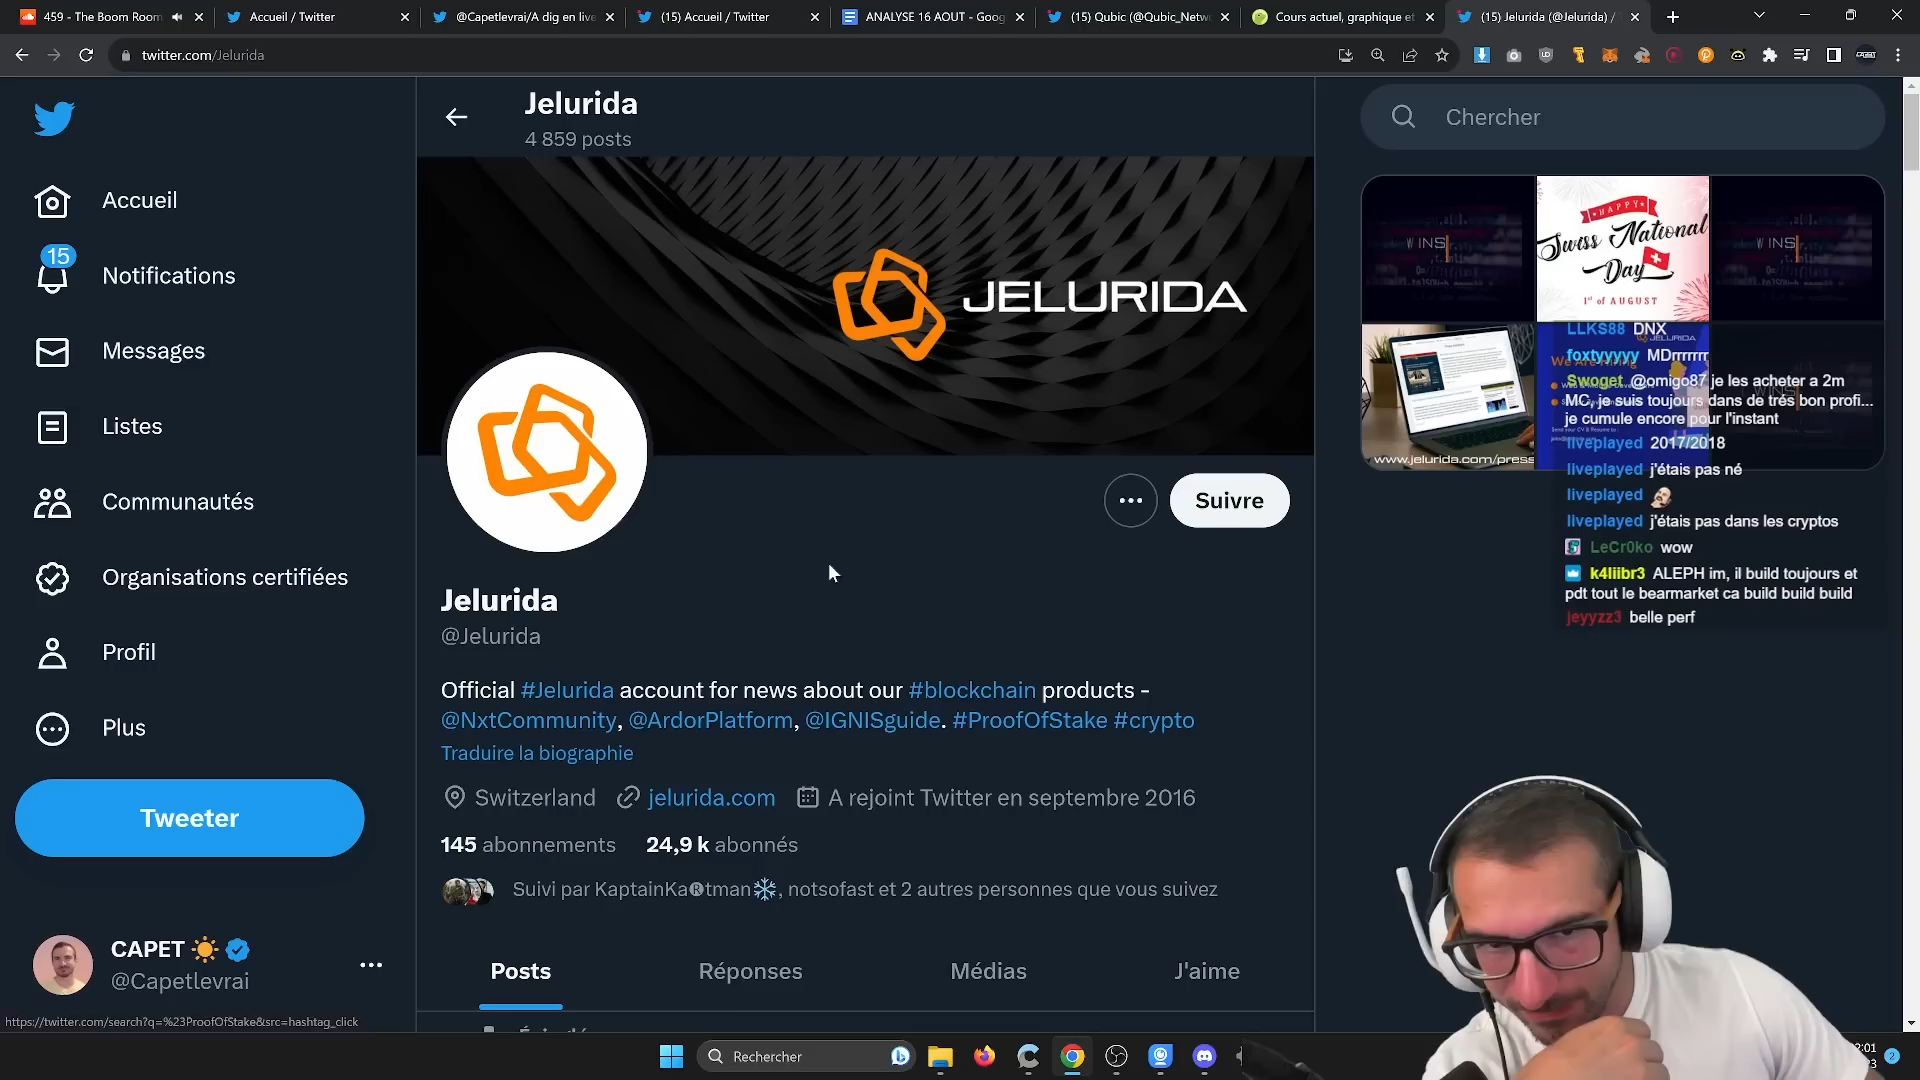 459 - The Boom Room
Accueil / Twitter
@Capetlevrai/A dig en live
(15) Accueil / Twitter
ANALYSE 16 AOUT - Goog
(15) Qubic (@Qubic_Netw
Cours actuel, graphique et
(15) Jelurida (@Jelurida) /
twitter.com/Jelurida
Jelurida
4 859 posts
Chercher
Accueil
15
Notifications
Messages
Listes
Communautés
Organisations certifiées
Profil
Plus
Tweeter
CAPET
@Capetlevrai
JELURIDA
Suivre
Jelurida
@Jelurida
Official #Jelurida account for news about our #blockchain products -
@NxtCommunity, @ArdorPlatform, @IGNISguide. #ProofOfStake #crypto
Traduire la biographie
Switzerland jelurida.com A rejoint Twitter en septembre 2016
145 abonnements 24,9 k abonnés
Suivi par KaptainKa®tman❄, notsofast et 2 autres personnes que vous suivez
Posts Réponses Médias J'aime
WINS
HAPPY
Swiss National
Day
1st of AUGUST
WINS
www.jelurida.com/press
JELURIDA
LLKS88 DNX
foxtyyyyy MDrrrrrr
Swoget @omigo87 je les acheter a 2m
MC, je suis toujours dans de trés bon profi...
je cumule encore pour l'instant
liveplayed 2017/2018
liveplayed j'étais pas né
liveplayed
liveplayed j'étais pas dans les cryptos
LeCr0ko wow
k4liibr3 ALEPH im, il build toujours et
pdt tout le bearmarket ca build build build
jeyyzz3 belle perf
https://twitter.com/search?q=%23ProofOfStake&src=hashtag_click
Rechercher
2